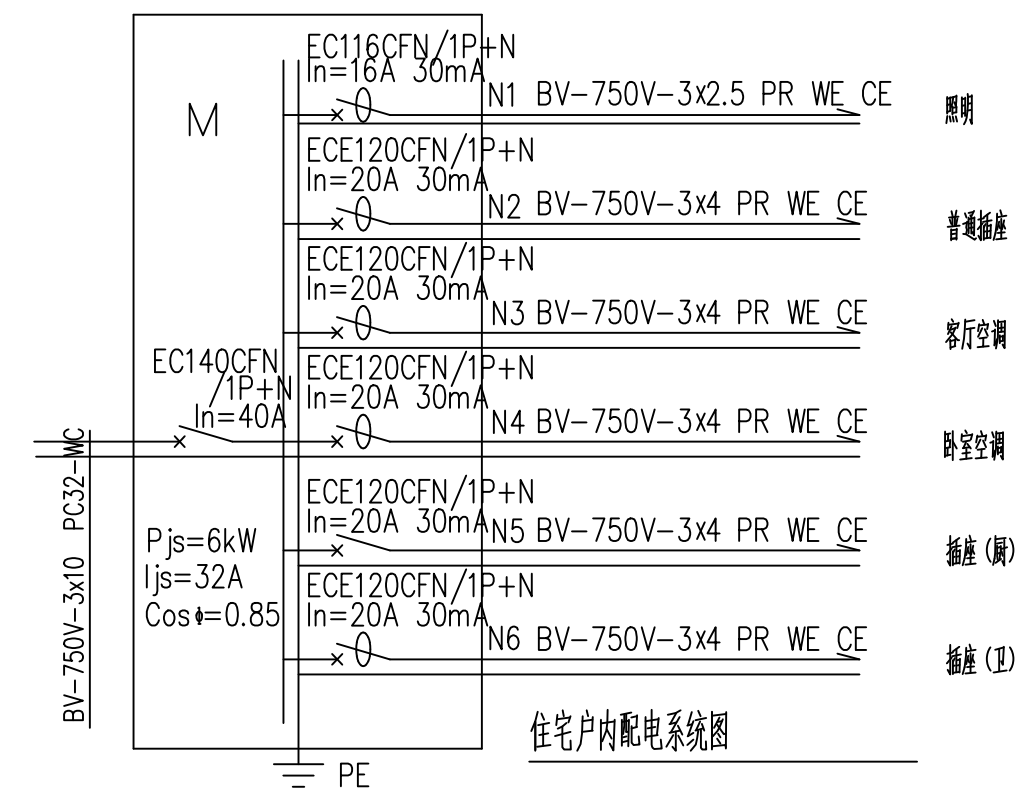 EC116CFN/1P+N
In=16A 30mA
N1 BV-750V-3x2.5 PR WE CE
照明
M
ECE120CFN/1P+N
In=20A 30mA
N2 BV-750V-3x4 PR WE CE
普通插座
ECE120CFN/1P+N
In=20A 30mA
N3 BV-750V-3x4 PR WE CE
客厅空调
EC140CFN
/1P+N
In=40A
ECE120CFN/1P+N
In=20A 30mA
N4 BV-750V-3x4 PR WE CE
卧室空调
BV-750V-3x10 PC32-WC
ECE120CFN/1P+N
In=20A 30mA
N5 BV-750V-3x4 PR WE CE
插座(厨)
Pjs=6kW
Ijs=32A
CosΦ=0.85
ECE120CFN/1P+N
In=20A 30mA
N6 BV-750V-3x4 PR WE CE
插座(卫)
住宅户内配电系统图
PE